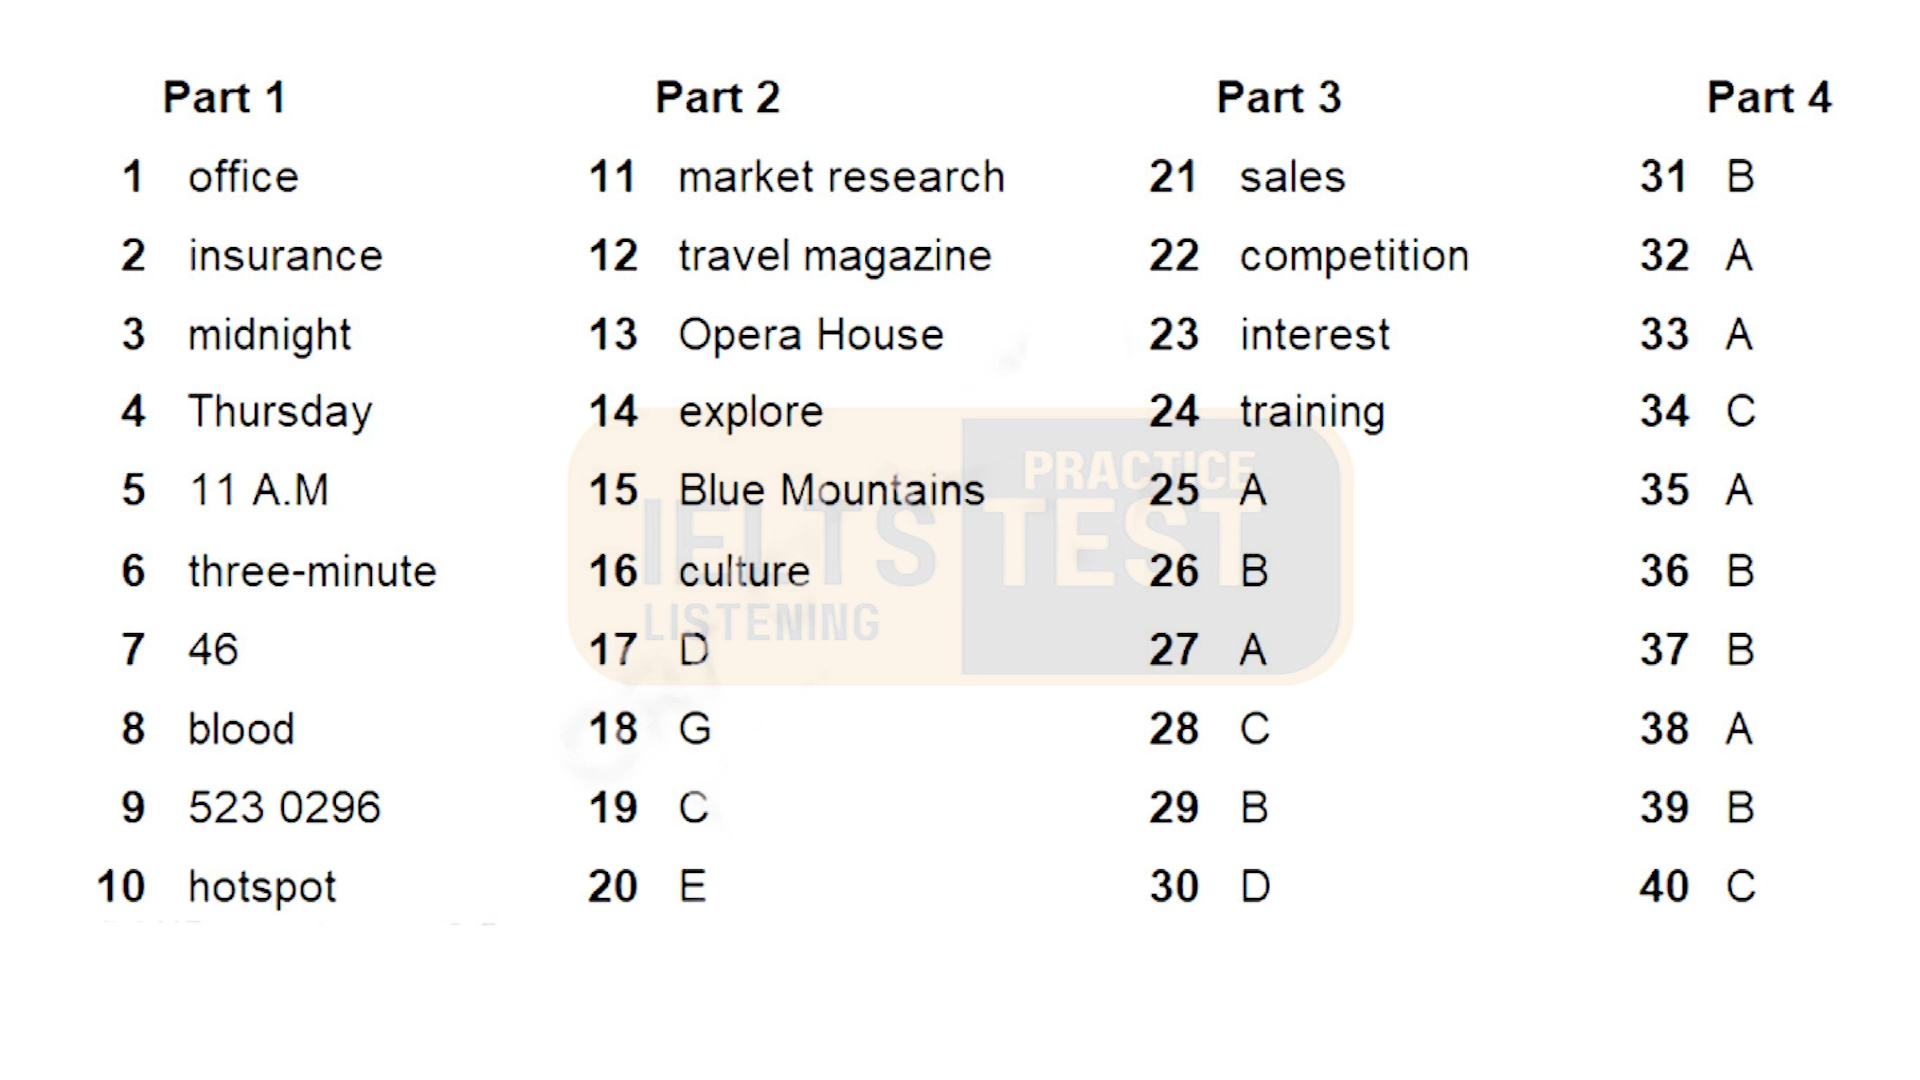 Part 1
1 office
2 insurance
3 midnight
4 Thursday
5 11 A.M
6 three-minute
7 46
8 blood
9 523 0296
10 hotspot
Part 2
11 market research
12 travel magazine
13 Opera House
14 explore
15 Blue Mountains
16 culture
17 D
18 G
19 C
20 E
Part 3
21 sales
22 competition
23 interest
24 training
25 A
26 B
27 A
28 C
29 B
30 D
Part 4
31 B
32 A
33 A
34 C
35 A
36 B
37 B
38 A
39 B
40 C
IELTS
LISTENING
PRACTICE
TEST